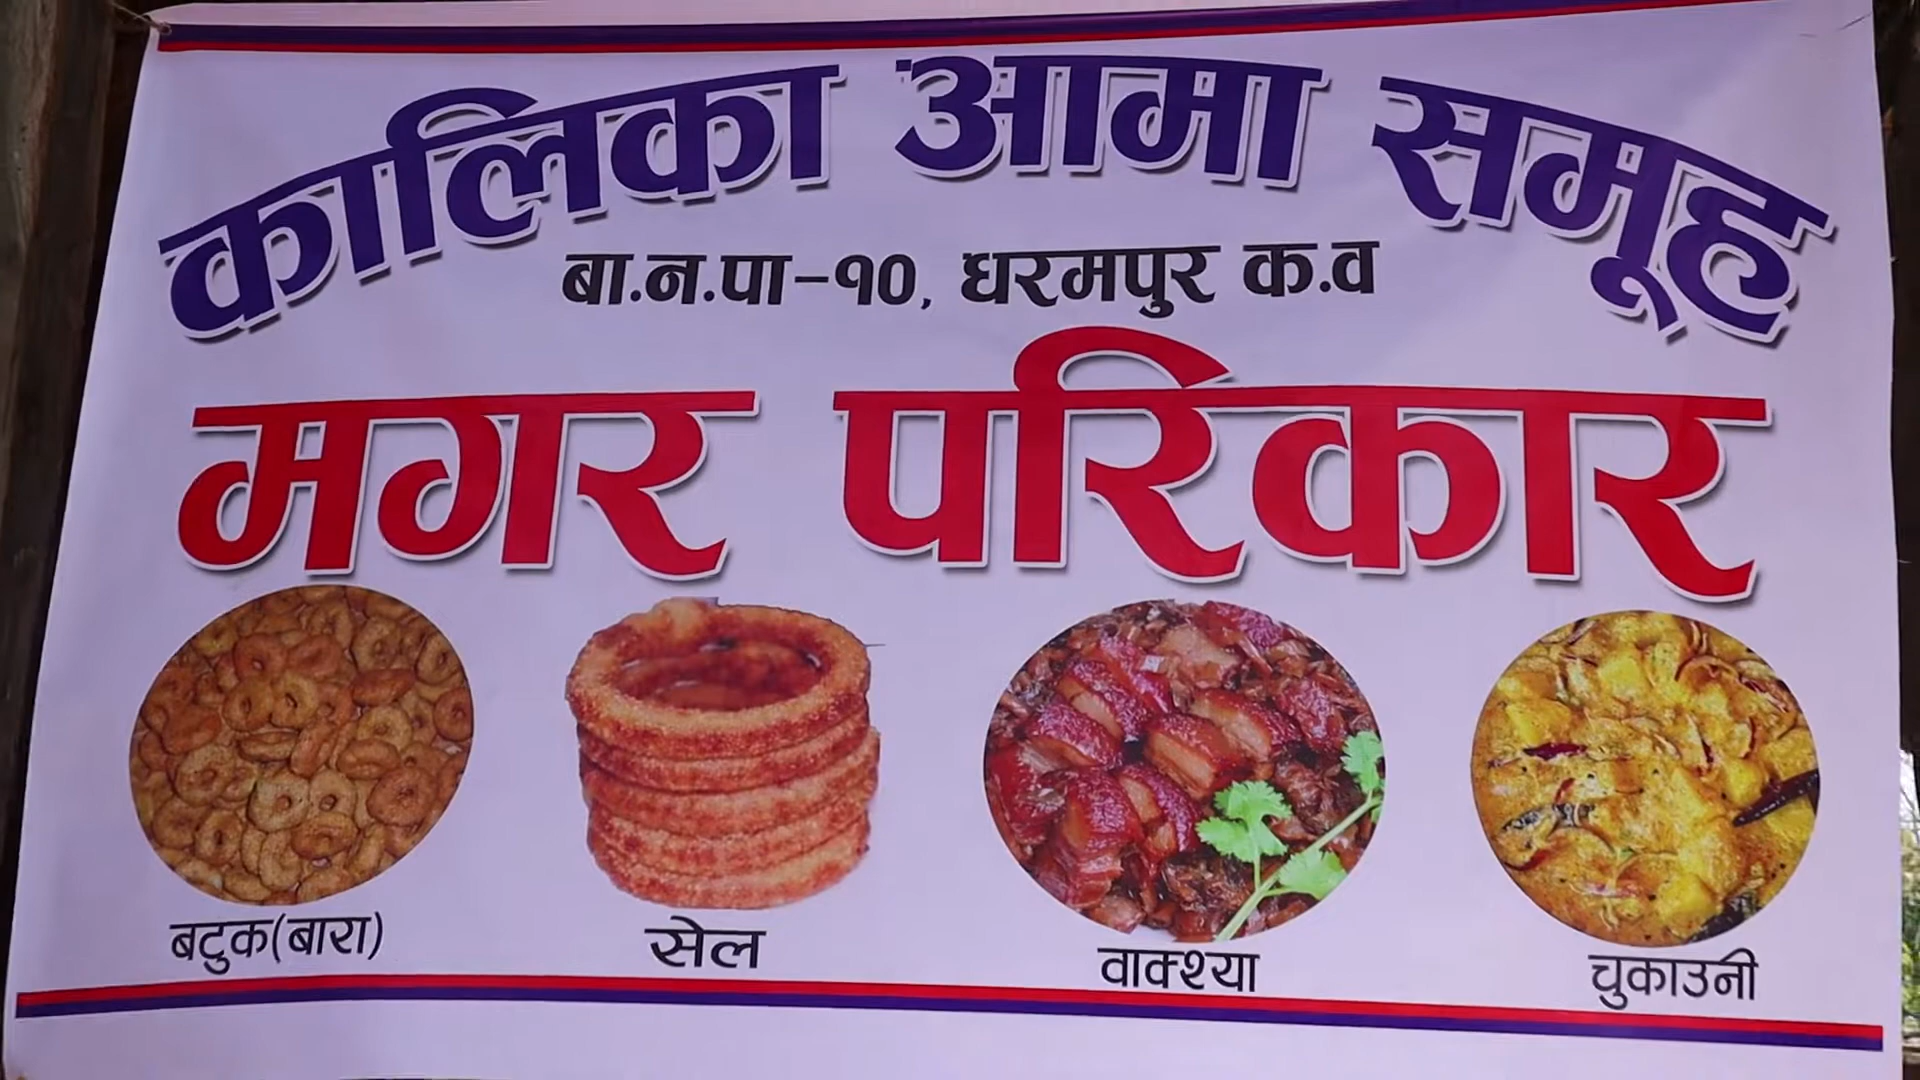 कालिका आमा समूह
बा.न.पा-१०, धरमपुर क.व
मगर परिकार
बटुक(बारा) सेल वाक्श्या चुकाउनी